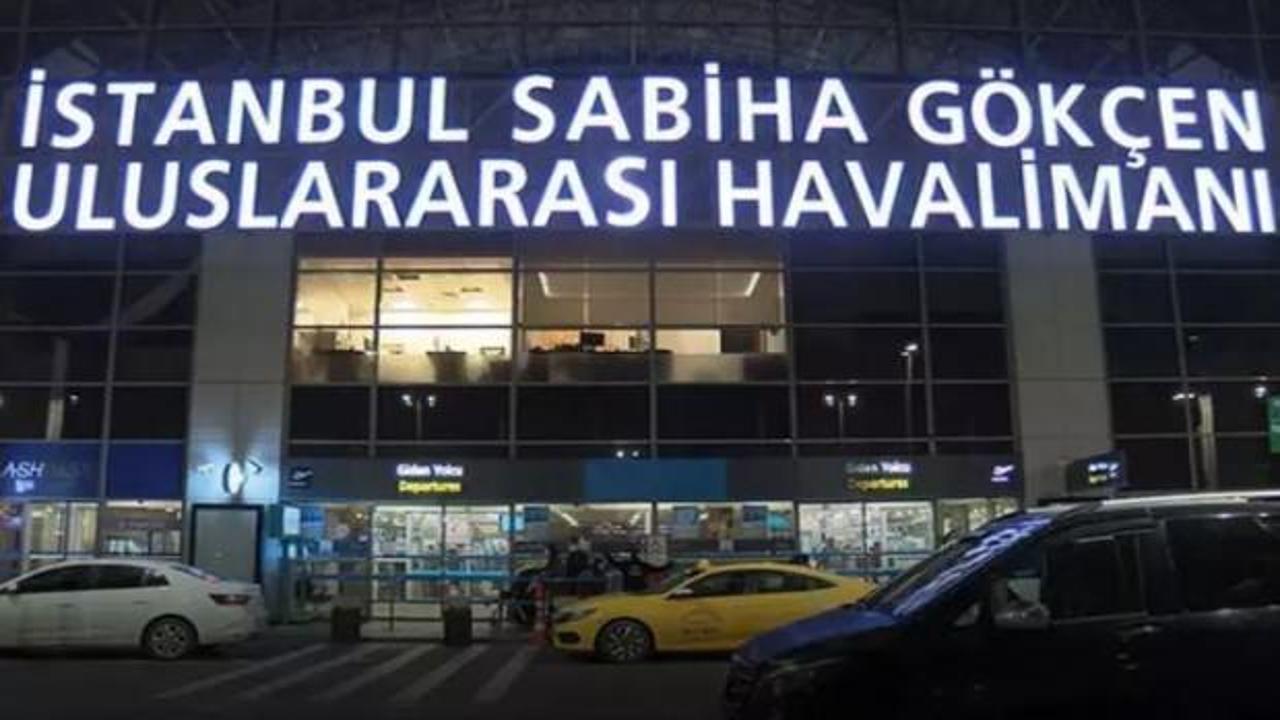 İSTANBUL SABİHA GÖKÇEN
ULUSLARARASI HAVALİMANI
Giden Yolcu
Departures
Giden Yolcu
Departures